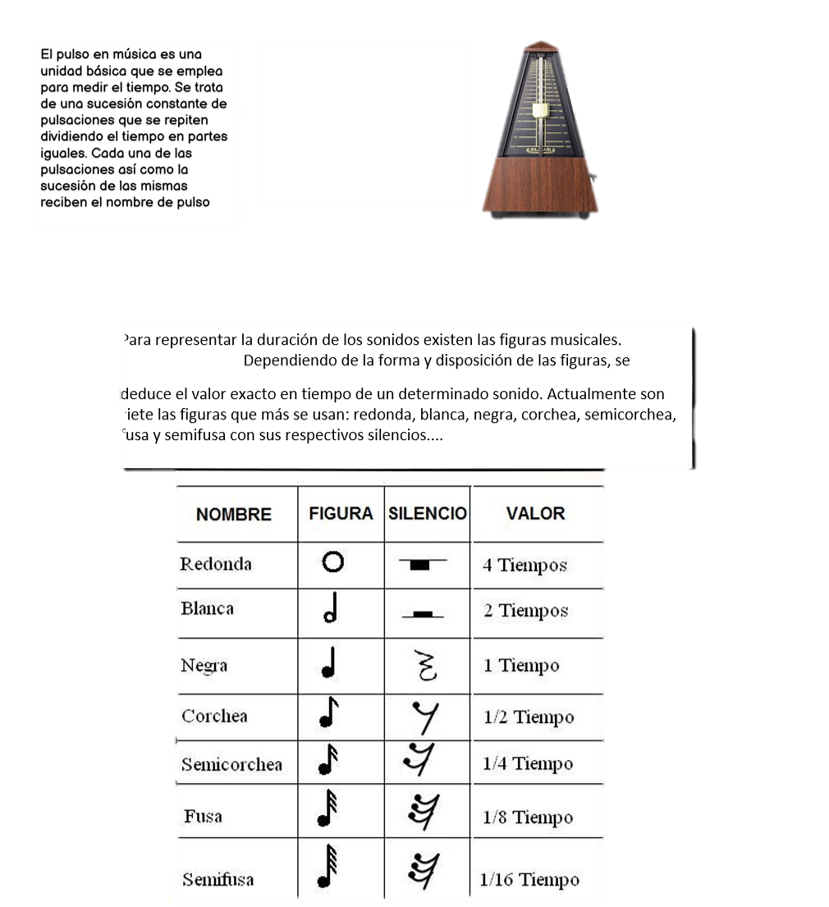 El pulso en música es una
unidad básica que se emplea
para medir el tiempo. Se trata
de una sucesión constante de
pulsaciones que se repiten
dividiendo el tiempo en partes
iguales. Cada una de las
pulsaciones así como la
sucesión de las mismas
reciben el nombre de pulso
Para representar la duración de los sonidos existen las figuras musicales.
Dependiendo de la forma y disposición de las figuras, se
deduce el valor exacto en tiempo de un determinado sonido. Actualmente son
siete las figuras que más se usan: redonda, blanca, negra, corchea, semicorchea,
fusa y semifusa con sus respectivos silencios....
NOMBRE FIGURA SILENCIO VALOR
Redonda 4 Tiempos
Blanca 2 Tiempos
Negra 1 Tiempo
Corchea 1/2 Tiempo
Semicorchea 1/4 Tiempo
Fusa 1/8 Tiempo
Semifusa 1/16 Tiempo